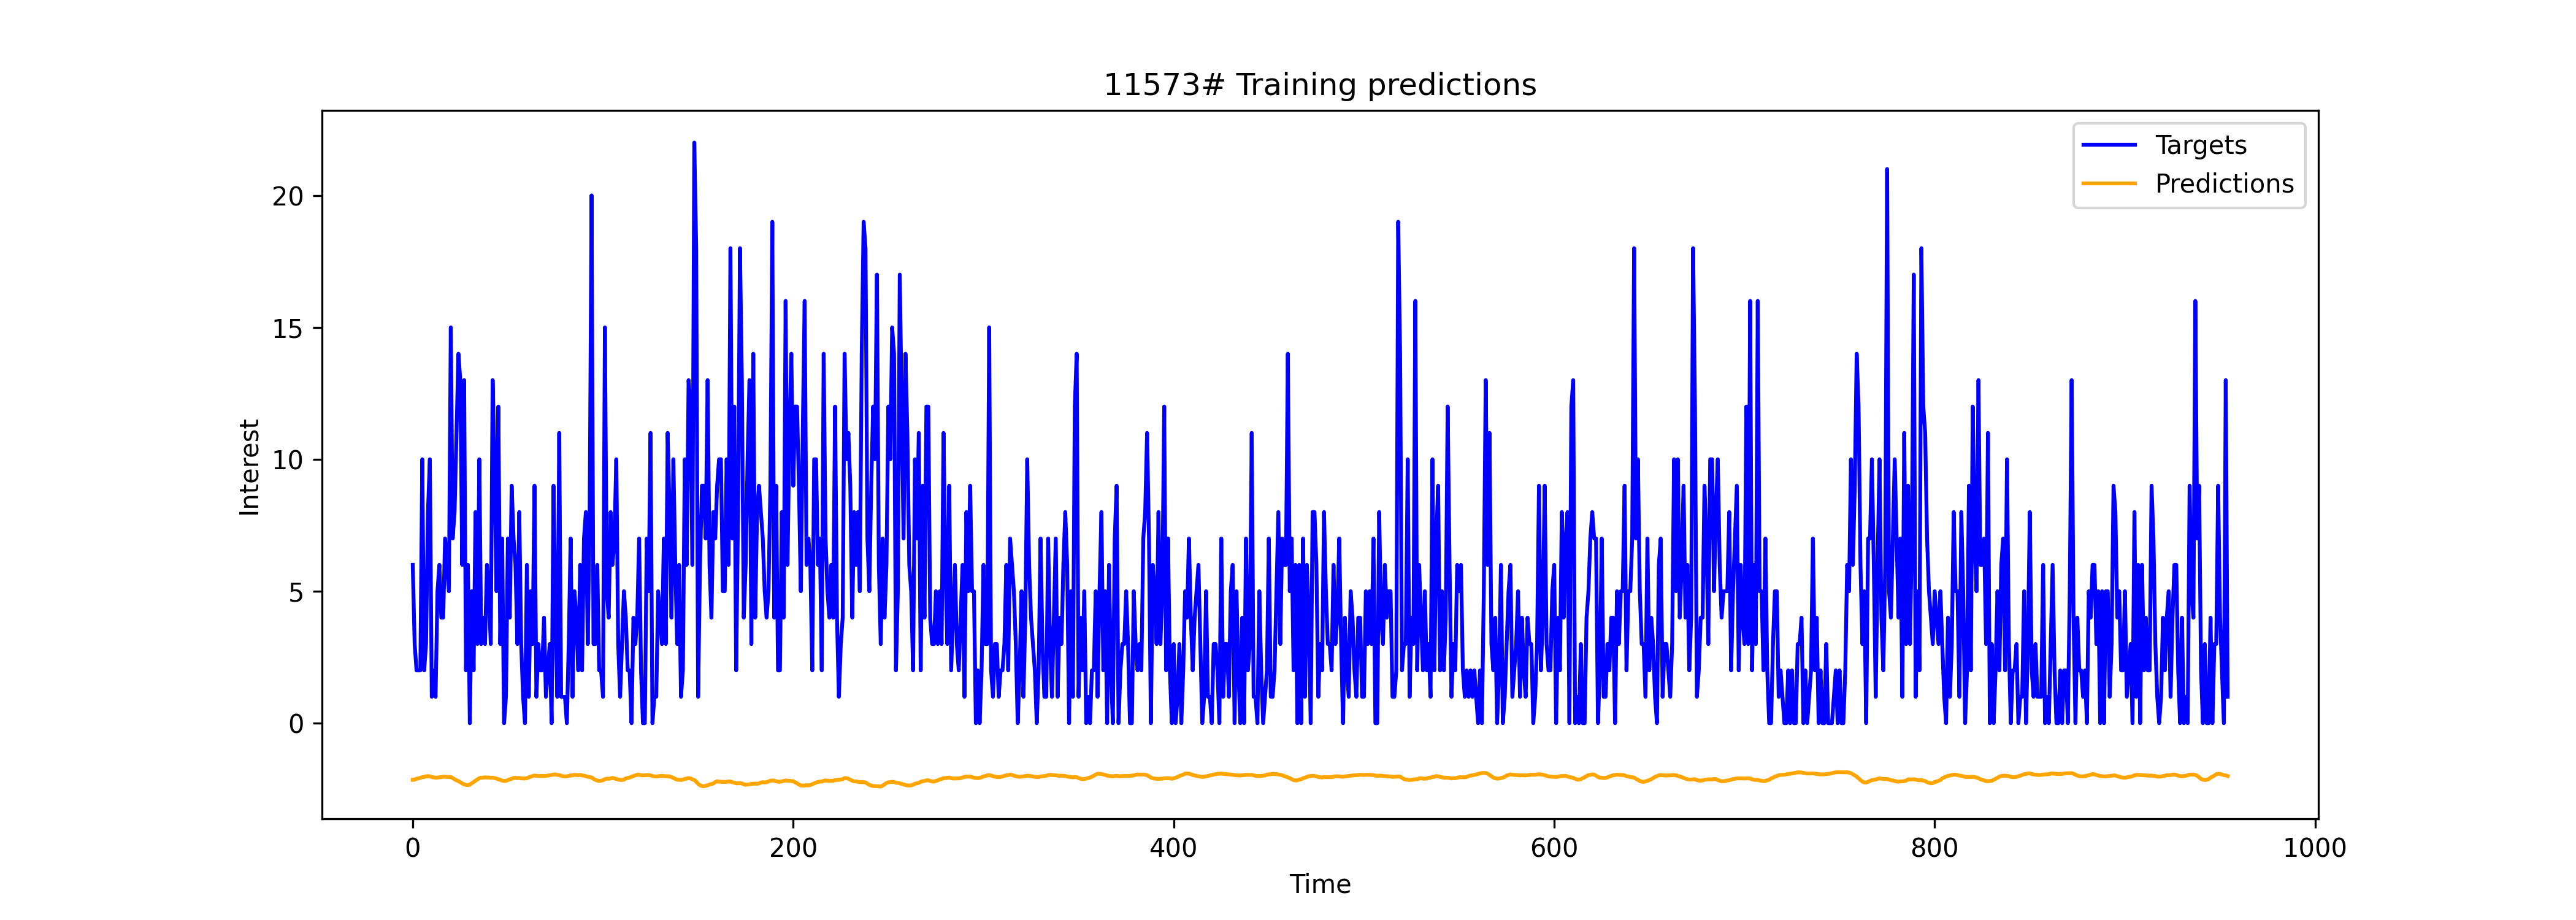 11573# Training predictions
Targets
Predictions
Interest
20
15
10
5
0
0 200 400 600 800 1000
Time